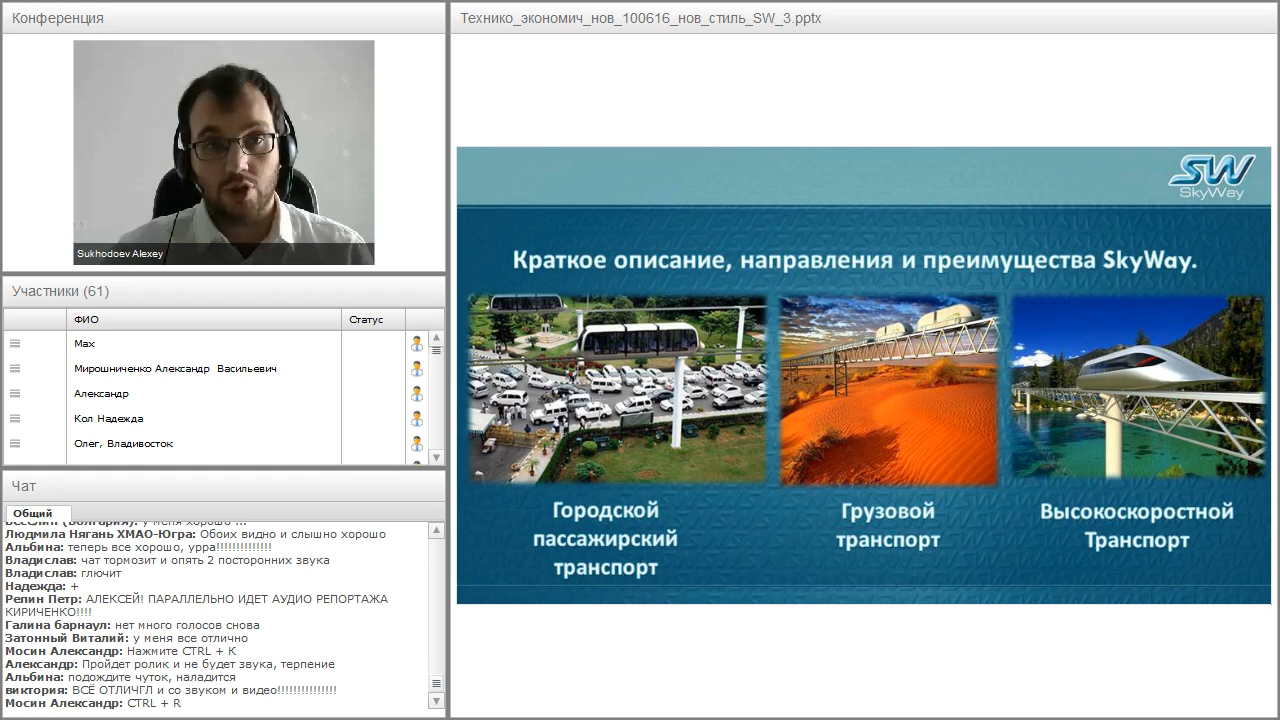 Конференция
Sukhodoev Alexey
Участники (61)
ФИО
Статус
Мах
Мирошниченко Александр Васильевич
Александр
Кол Надежда
Олег, Владивосток
Чат
Общий
Веселин (Болгария): у меня хорошо ...
Людмила Нягань ХМАО-Югра: Обоих видно и слышно хорошо
Альбина: теперь все хорошо, урра!!!!!!!!!!!!!!
Владислав: чат тормозит и опять 2 посторонних звука
Владислав: глючит
Надежда: +
Репин Петр: АЛЕКСЕЙ! ПАРАЛЛЕЛЬНО ИДЕТ АУДИО РЕПОРТАЖА
КИРИЧЕНКО!!!!
Галина барнаул: нет много голосов снова
Затонный Виталий: у меня все отлично
Мосин Александр: Нажмите CTRL + K
Александр: Пройдет ролик и не будет звука, терпение
Альбина: подождите чуток, наладится
виктория: ВСЁ ОТЛИЧГЛ и со звуком и видео!!!!!!!!!!!!!!!
Мосин Александр: CTRL + R
Технико_экономич_нов_100616_нов_стиль_SW_3.pptx
SW
SkyWay
Краткое описание, направления и преимущества SkyWay.
Городской
пассажирский
транспорт
Грузовой
транспорт
Высокоскоростной
Транспорт